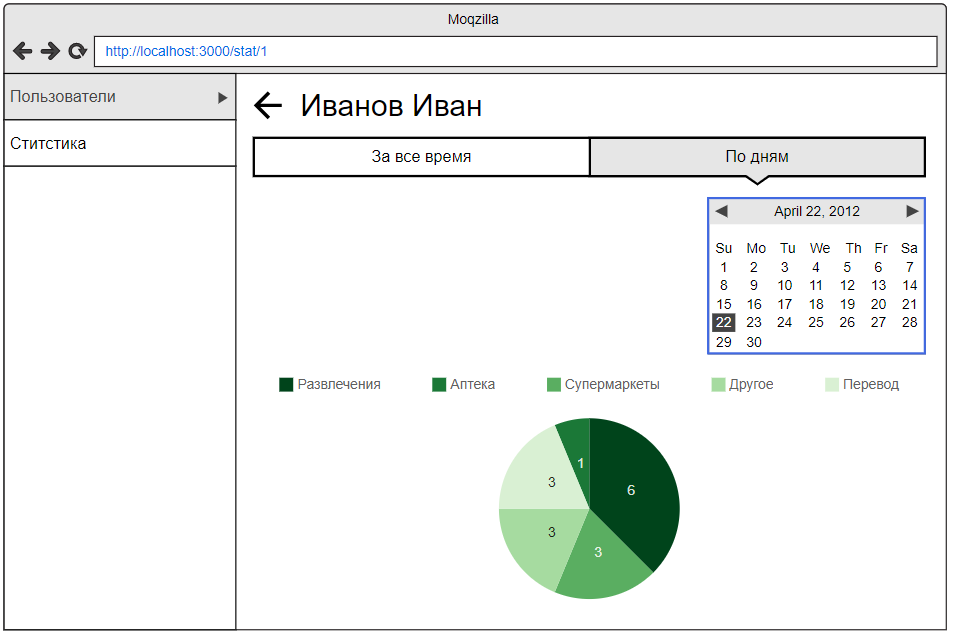 Moqzilla
http://localhost:3000/stat/1
Пользователи
Ститстика
Иванов Иван
За все время
По дням
April 22, 2012
Su Mo Tu We Th Fr Sa
1 2 3 4 5 6 7
8 9 10 11 12 13 14
15 16 17 18 19 20 21
22 23 24 25 26 27 28
29 30
Развлечения Аптека Супермаркеты Другое Перевод
1
3
6
3
3